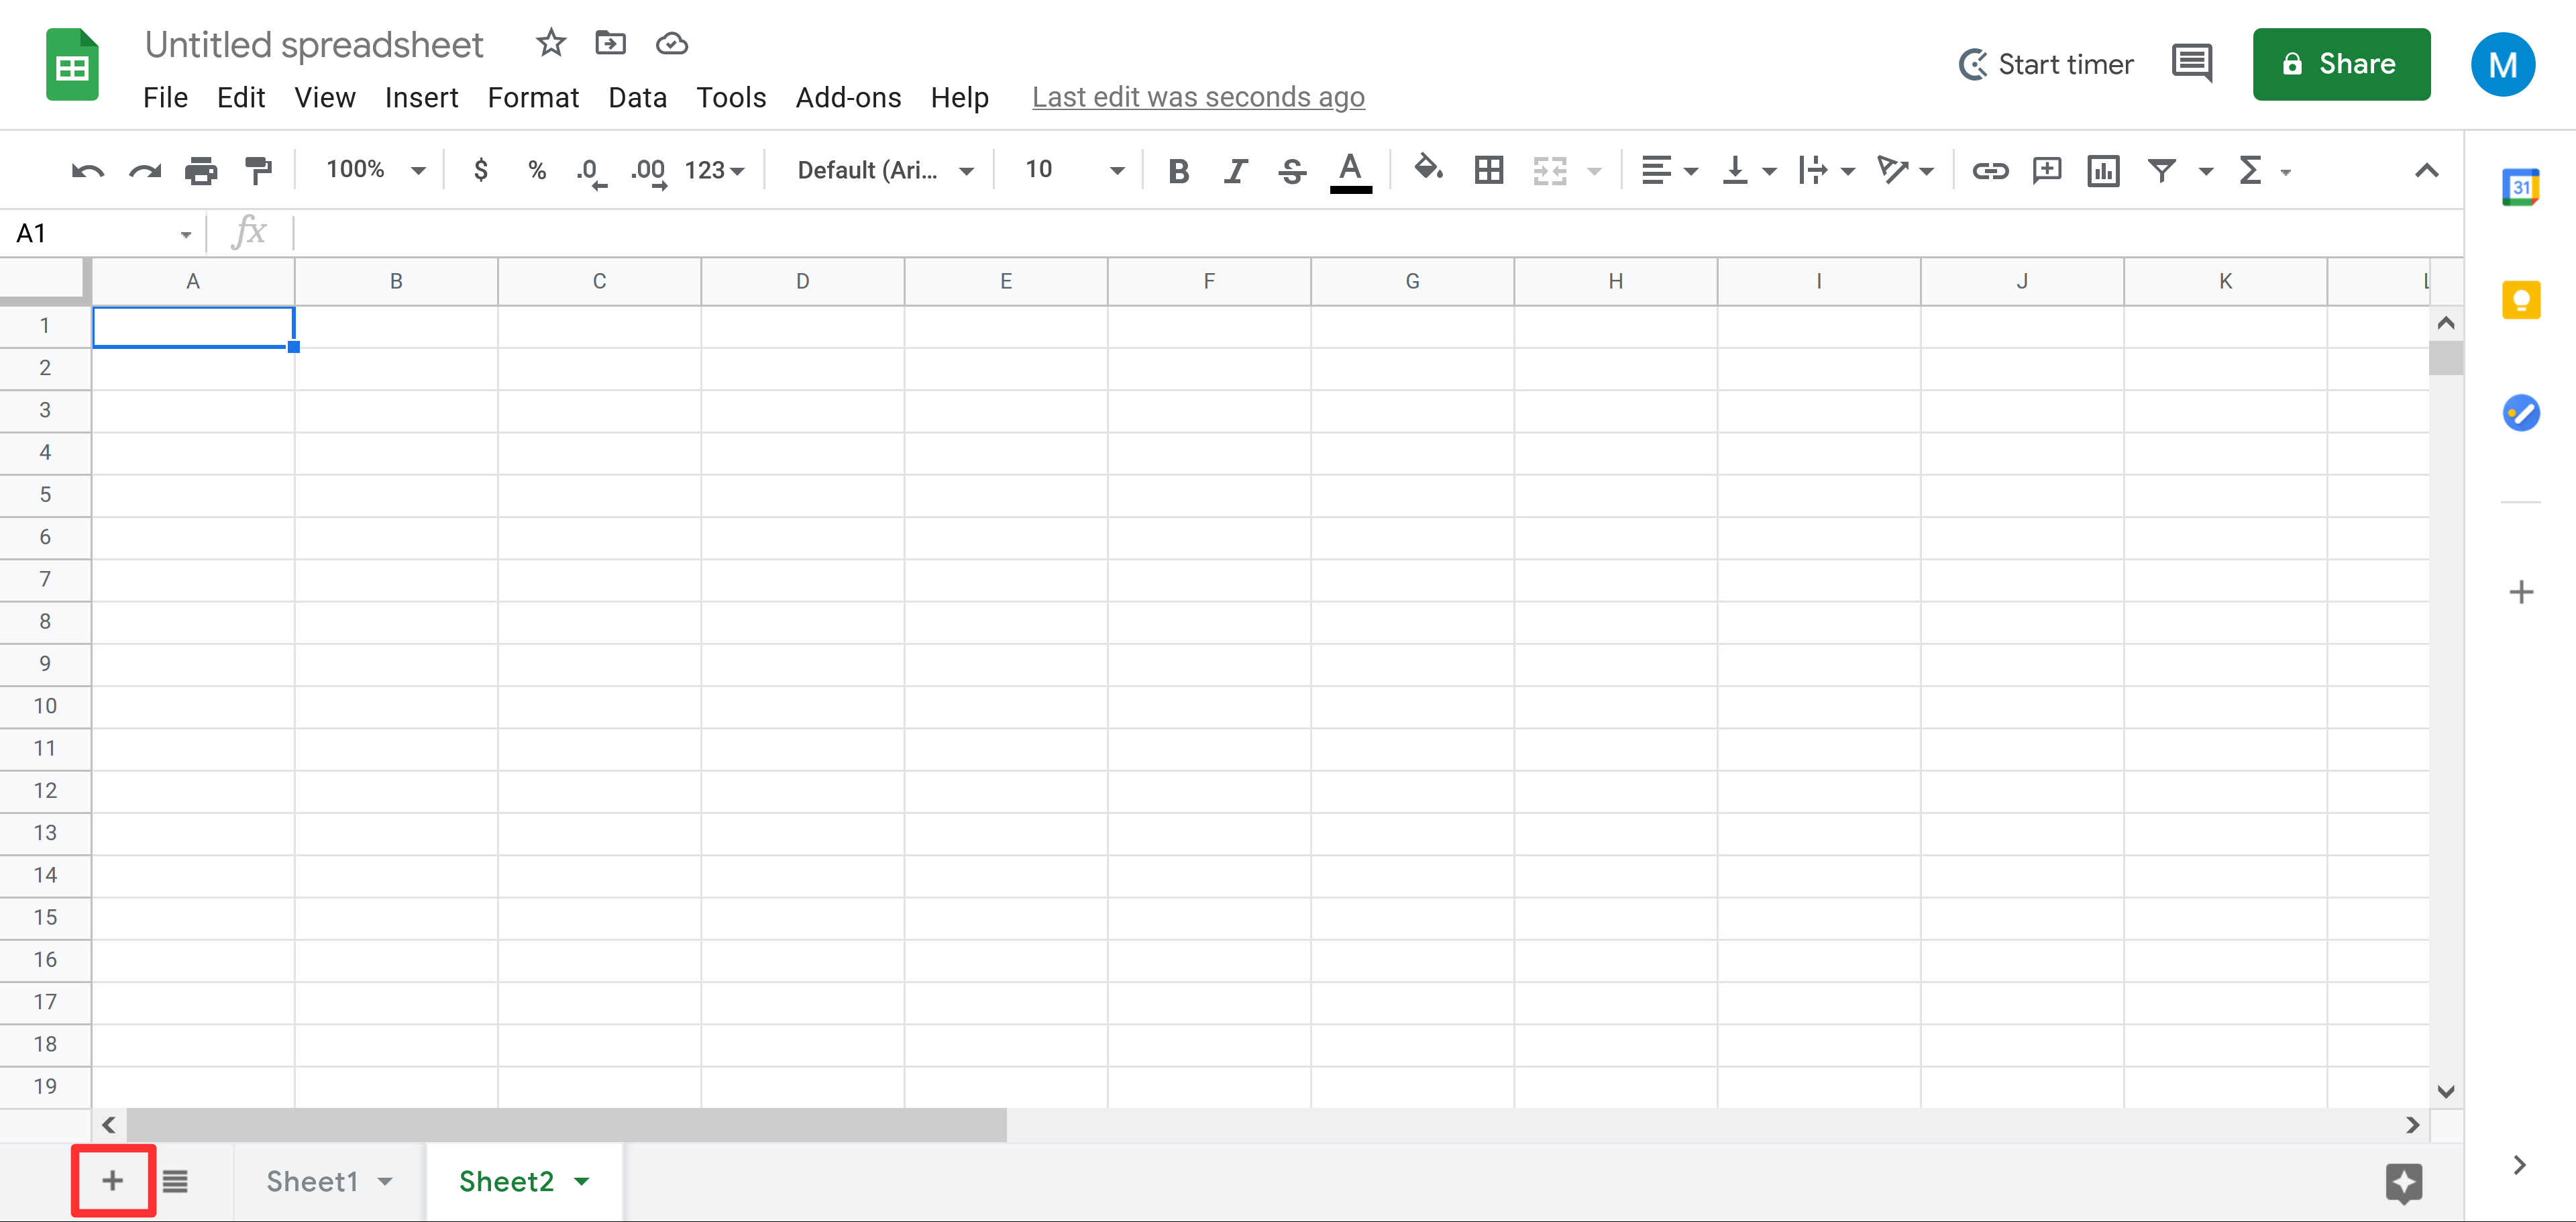 Untitled spreadsheet
File Edit View Insert Format Data Tools Add-ons Help Last edit was seconds ago
Start timer
Share
M
100% $ % .0 .00 123 Default (Ari... 10 B I S A
31
A1 fx
A B C D E F G H I J K L
1
2
3
4
5
6
7
8
9
10
11
12
13
14
15
16
17
18
19
Sheet1 Sheet2